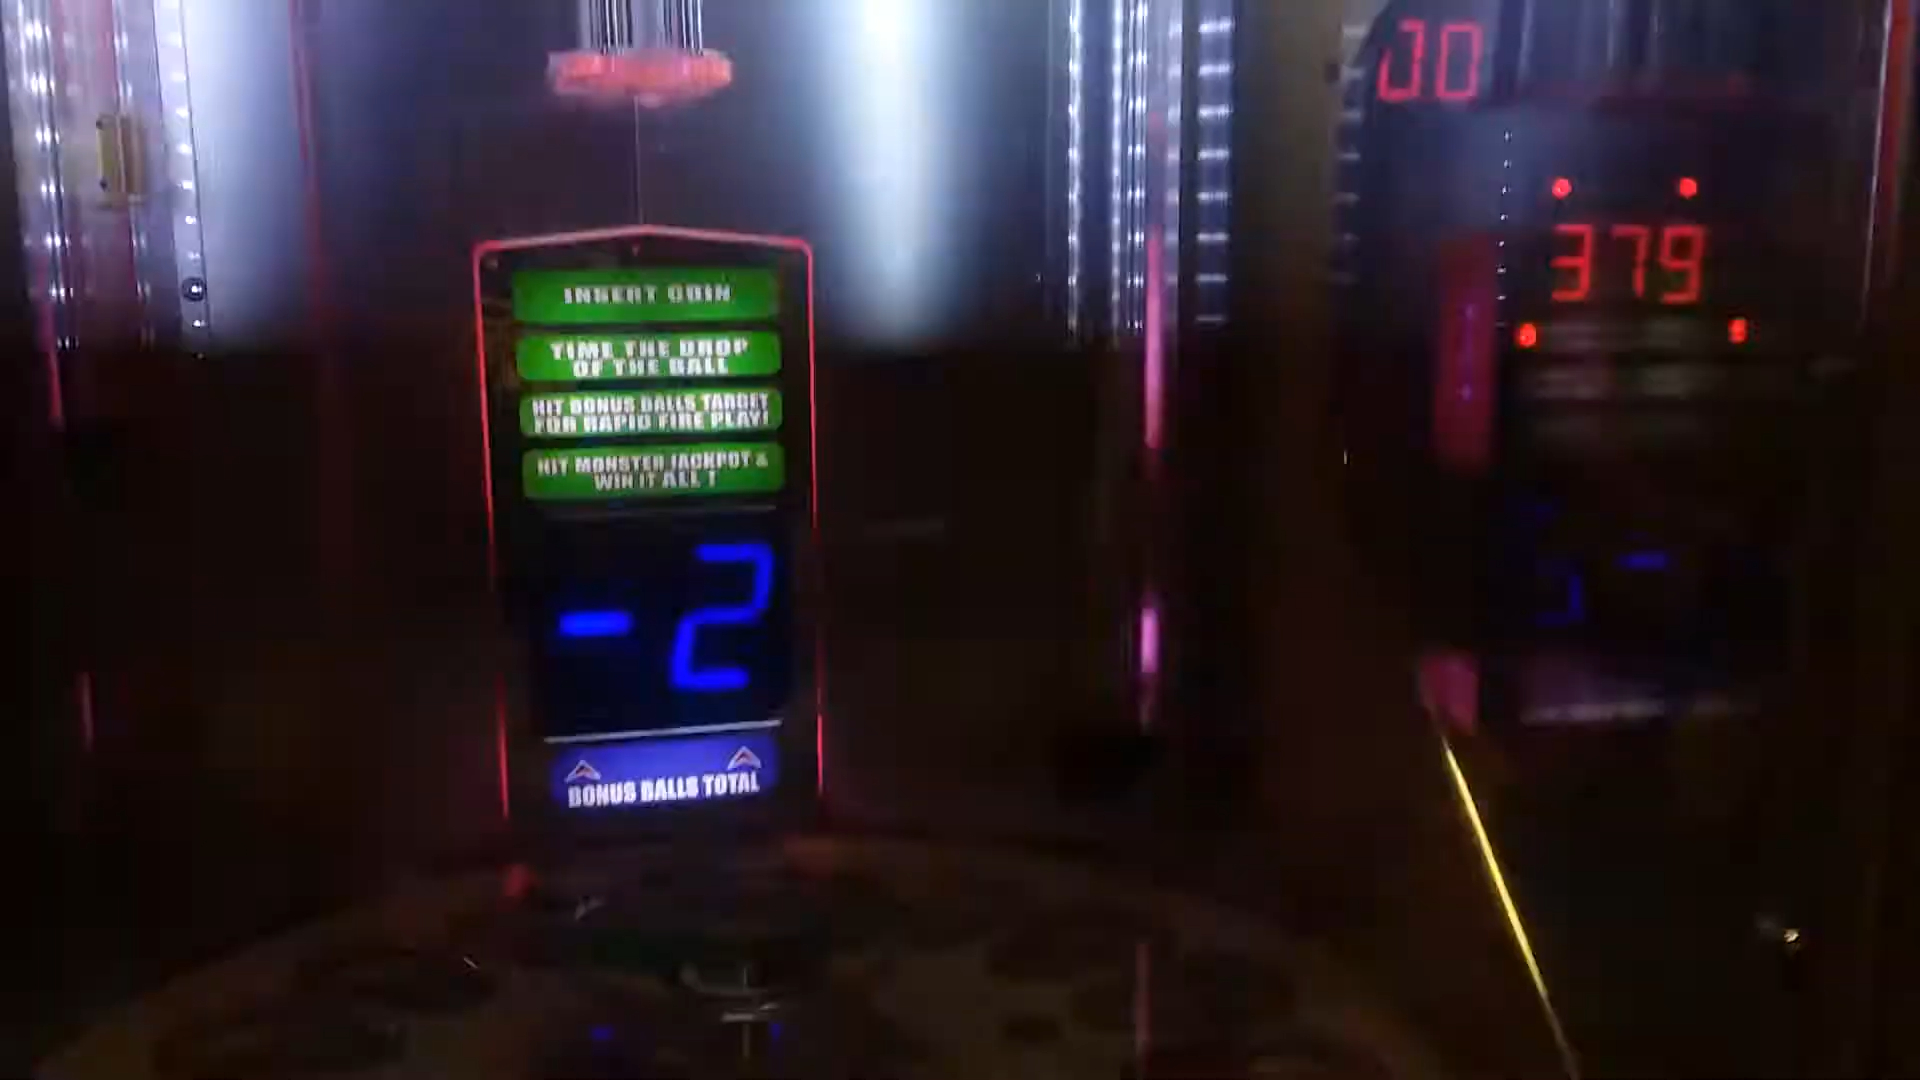 INSERT COIN
TIME THE DROP
OF THE BALL
HIT BONUS BALLS TARGET
FOR RAPID FIRE PLAY!
HIT MONSTER JACKPOT &
WIN IT ALL !
-2
BONUS BALLS TOTAL
379